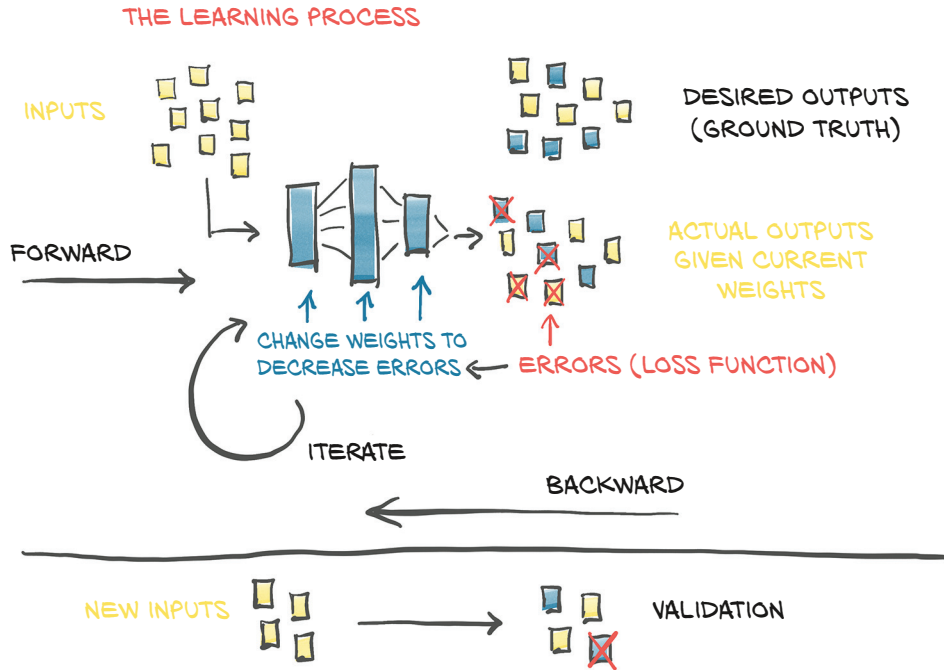 THE LEARNING PROCESS
INPUTS
DESIRED OUTPUTS
(GROUND TRUTH)
FORWARD
ACTUAL OUTPUTS
GIVEN CURRENT
WEIGHTS
CHANGE WEIGHTS TO
DECREASE ERRORS
ERRORS (LOSS FUNCTION)
ITERATE
BACKWARD
NEW INPUTS
VALIDATION